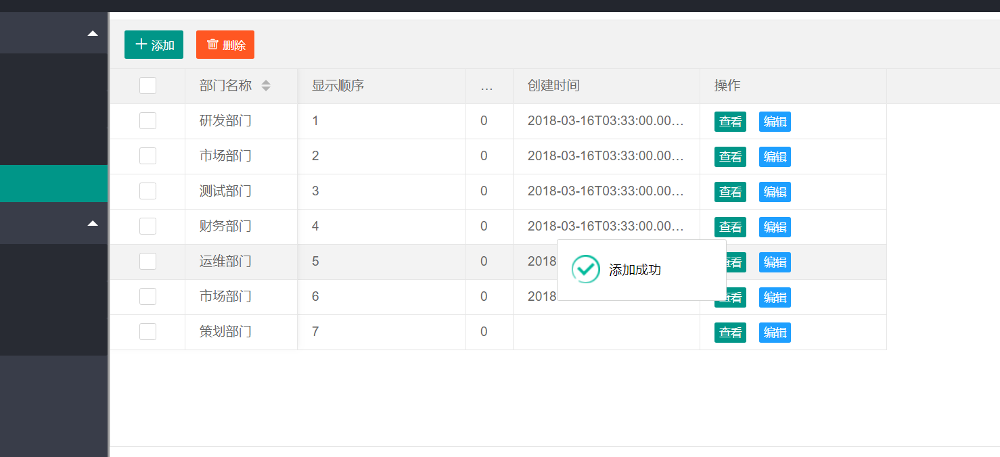 添加 删除
部门名称 显示顺序 ... 创建时间 操作
研发部门 1 0 2018-03-16T03:33:00.00... 查看 编辑
市场部门 2 0 2018-03-16T03:33:00.00... 查看 编辑
测试部门 3 0 2018-03-16T03:33:00.00... 查看 编辑
财务部门 4 0 2018-03-16T03:33:00.00... 查看 编辑
运维部门 5 0 2018 查看 编辑
添加成功
市场部门 6 0 2018 查看 编辑
策划部门 7 0 查看 编辑